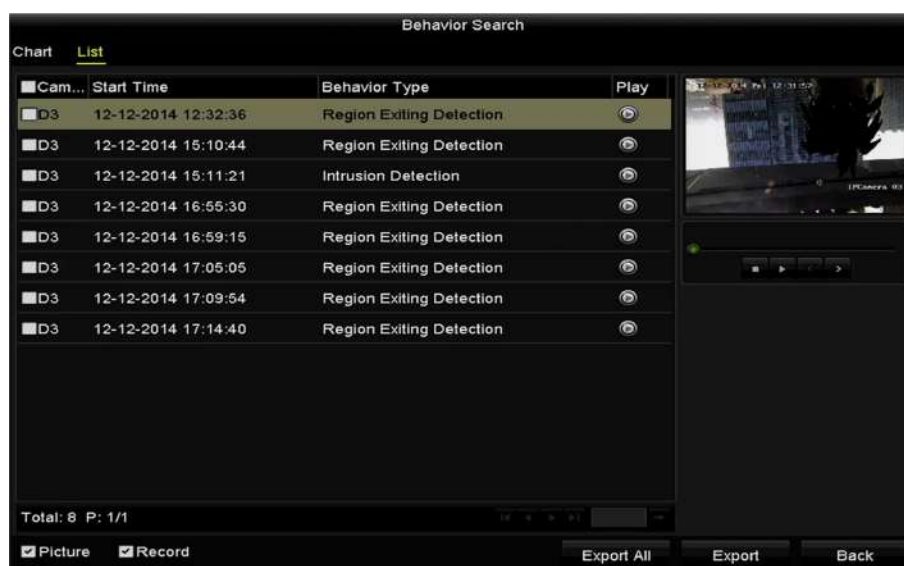 Behavior Search
Chart List
Cam... Start Time Behavior Type Play
D3 12-12-2014 12:32:36 Region Exiting Detection
D3 12-12-2014 15:10:44 Region Exiting Detection
D3 12-12-2014 15:11:21 Intrusion Detection
D3 12-12-2014 16:55:30 Region Exiting Detection
D3 12-12-2014 16:59:15 Region Exiting Detection
D3 12-12-2014 17:05:05 Region Exiting Detection
D3 12-12-2014 17:09:54 Region Exiting Detection
D3 12-12-2014 17:14:40 Region Exiting Detection
IPCamera 03
Total: 8 P: 1/1
Picture Record Export All Export Back